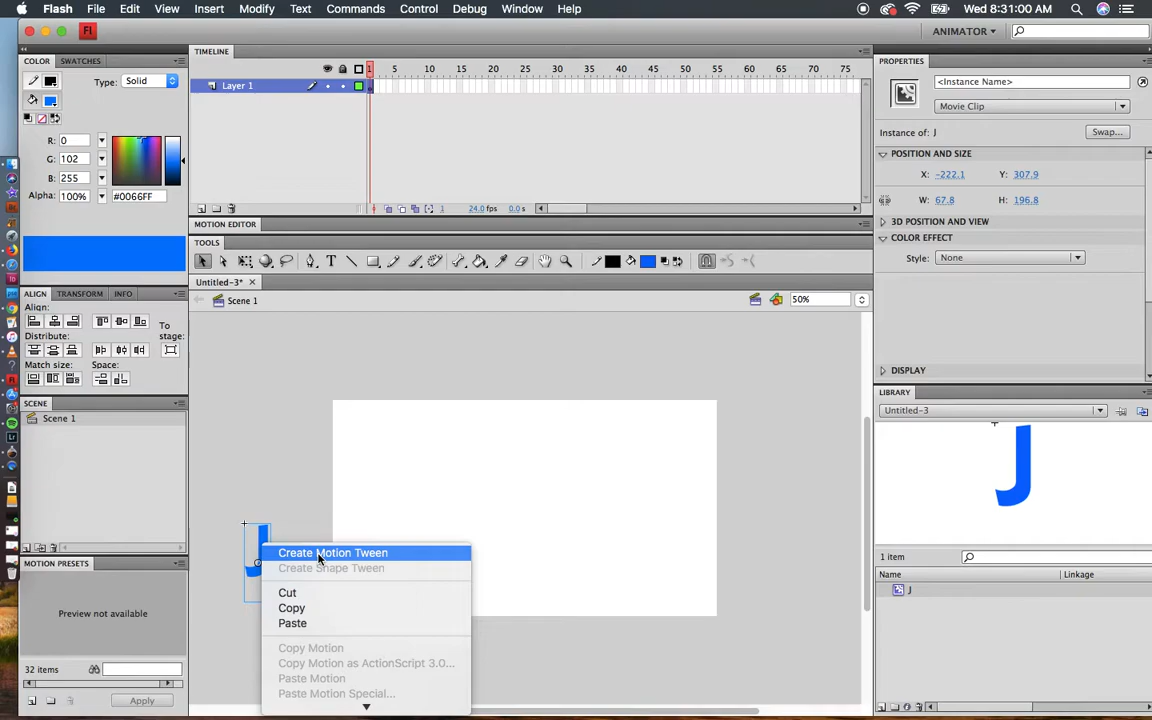 Flash File Edit View Insert Modify Text Commands Control Debug Window Help Wed 8:31:00 AM
Fl ANIMATOR
COLOR SWATCHES
Type: Solid
R: 0
G: 102
B: 255
Alpha: 100% #0066FF
TIMELINE
1 5 10 15 20 25 30 35 40 45 50 55 60 65 70 75
Layer 1
1 24.0 fps 0.0 s
MOTION EDITOR
TOOLS
T
Untitled-3*
Scene 1 50%
ALIGN TRANSFORM INFO
Align:
To stage:
Distribute:
Match size: Space:
SCENE
Scene 1
MOTION PRESETS
Preview not available
32 items
Apply
J
Create Motion Tween
Create Shape Tween
Cut
Copy
Paste
Copy Motion
Copy Motion as ActionScript 3.0...
Paste Motion
Paste Motion Special...
PROPERTIES
<Instance Name>
Movie Clip
Instance of: J Swap...
POSITION AND SIZE
X: -222.1 Y: 307.9
W: 67.8 H: 196.8
3D POSITION AND VIEW
COLOR EFFECT
Style: None
DISPLAY
LIBRARY
Untitled-3
J
1 item
Name Linkage
J